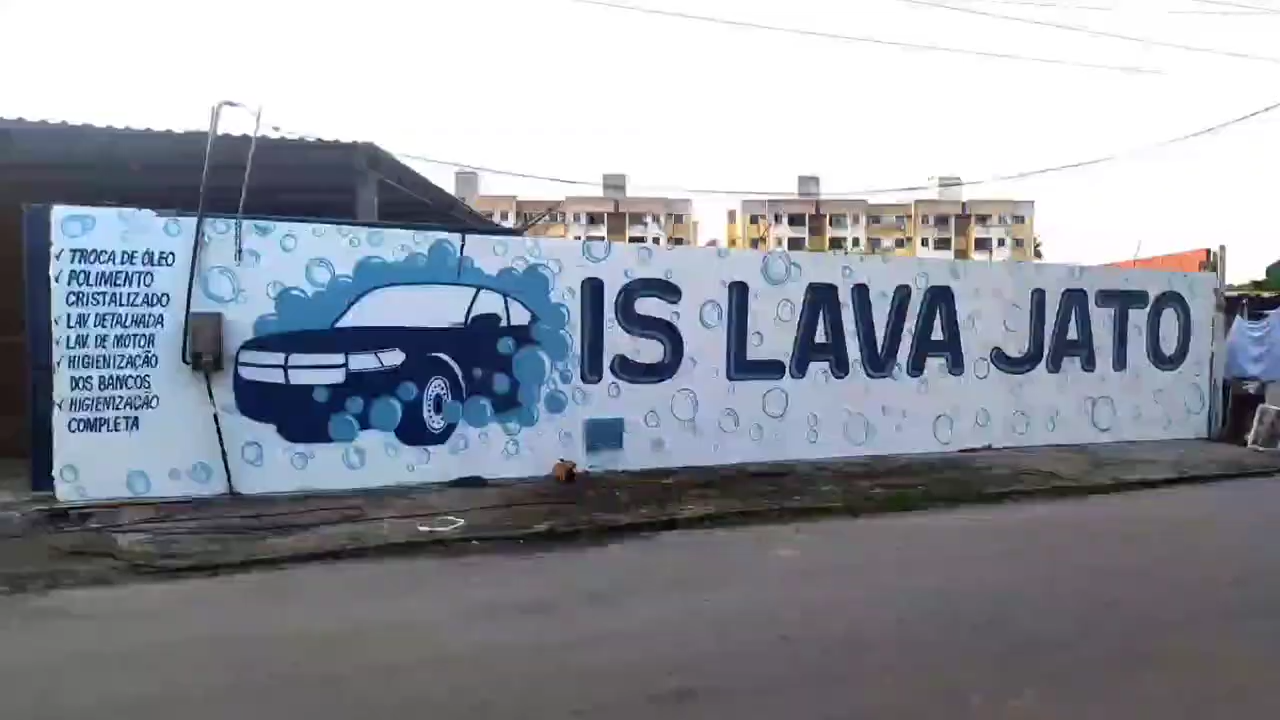 ✓ TROCA DE ÓLEO
✓ POLIMENTO
CRISTALIZADO
✓ LAV DETALHADA
✓ LAV. DE MOTOR
✓ HIGIENIZAÇÃO
DOS BANCOS
✓ HIGIENIZAÇÃO
COMPLETA
IS LAVA JATO